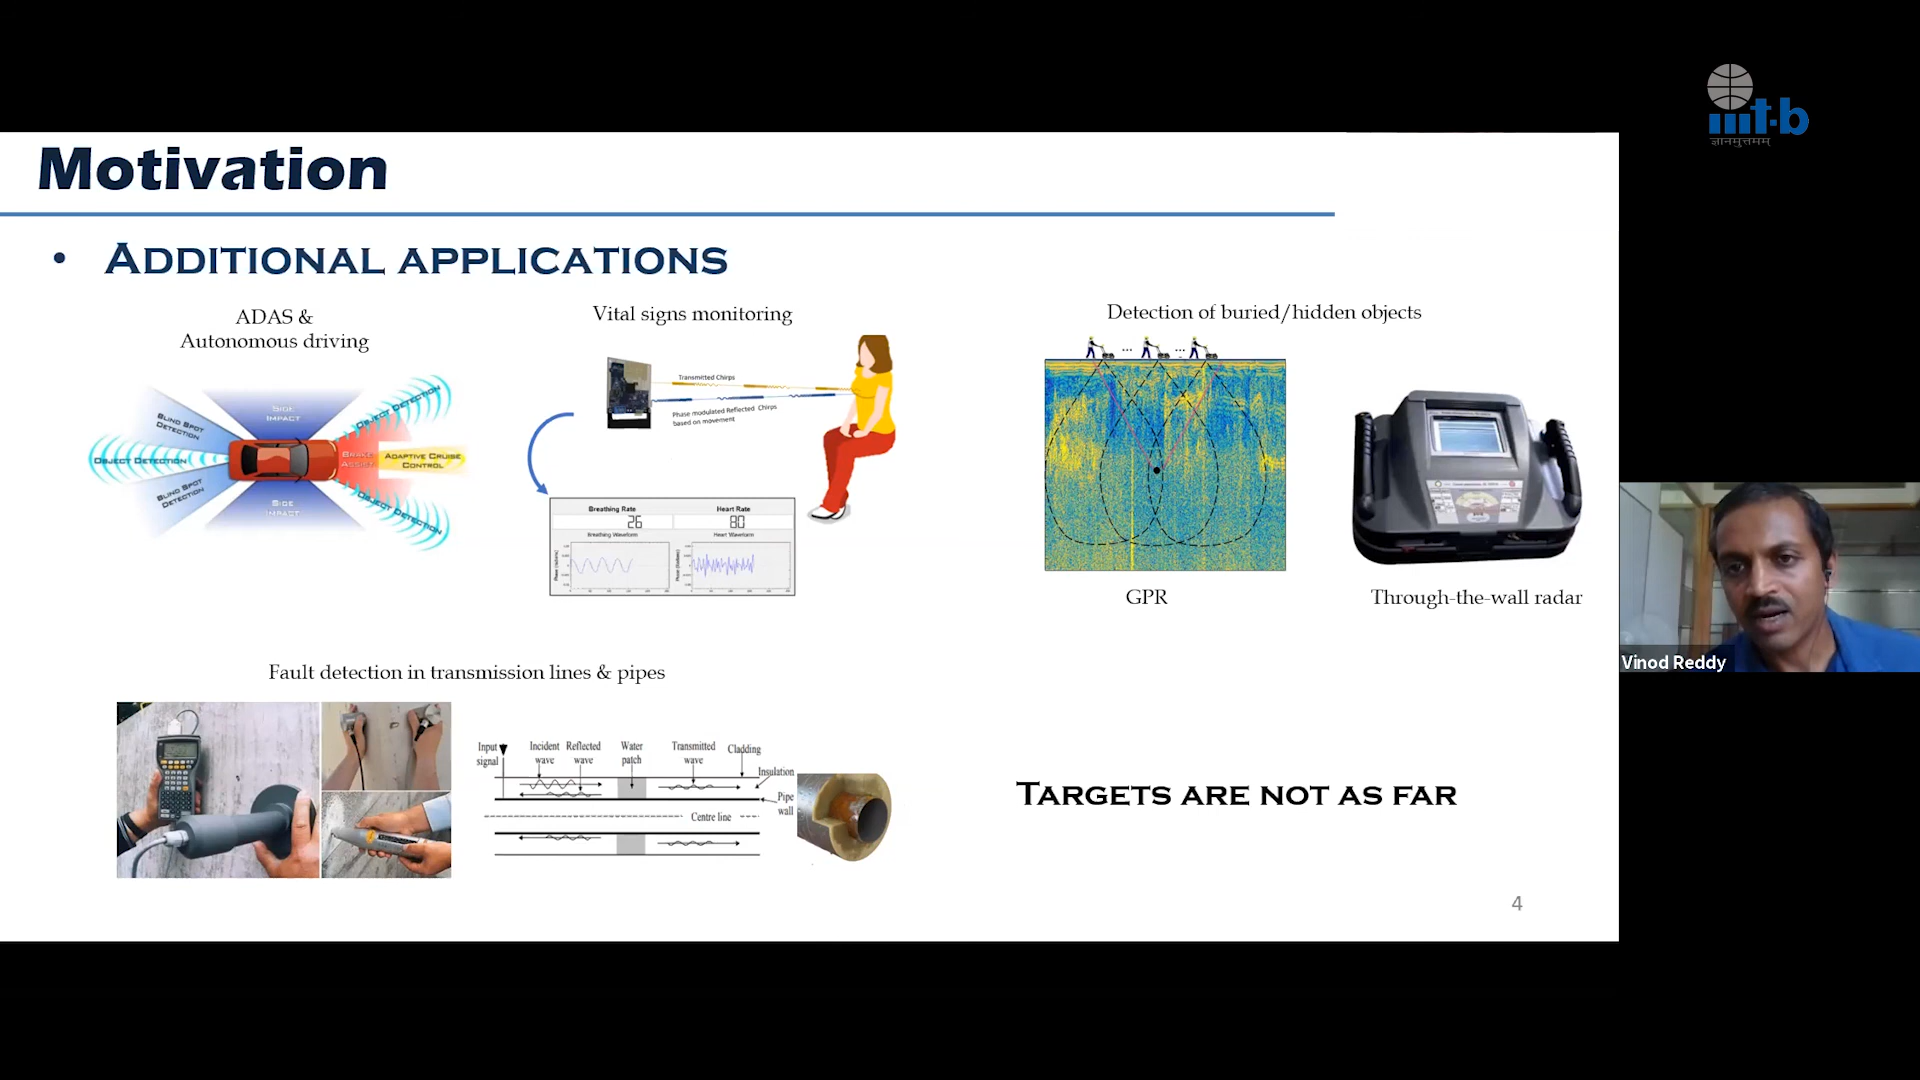 iiit-b
ज्ञानमुत्तमम्
Motivation
• ADDITIONAL APPLICATIONS
ADAS &
Autonomous driving
SIDE
IMPACT
BLIND SPOT
DETECTION
OBJECT DETECTION
OBJECT DETECTION
BRAKE
ASSIST
ADAPTIVE CRUISE
CONTROL
BLIND SPOT
DETECTION
SIDE
IMPACT
OBJECT DETECTION
Vital signs monitoring
Transmitted Chirps
Phase modulated Reflected Chirps
based on movement
Breathing Rate
26
Heart Rate
80
Breathing Waveform
Heart Waveform
Detection of buried/hidden objects
... ...
GPR
Through-the-wall radar
Fault detection in transmission lines & pipes
Input
signal
Incident
wave
Reflected
wave
Water
patch
Transmitted
wave
Cladding
Insulation
Pipe
wall
Centre line
TARGETS ARE NOT AS FAR
4
Vinod Reddy